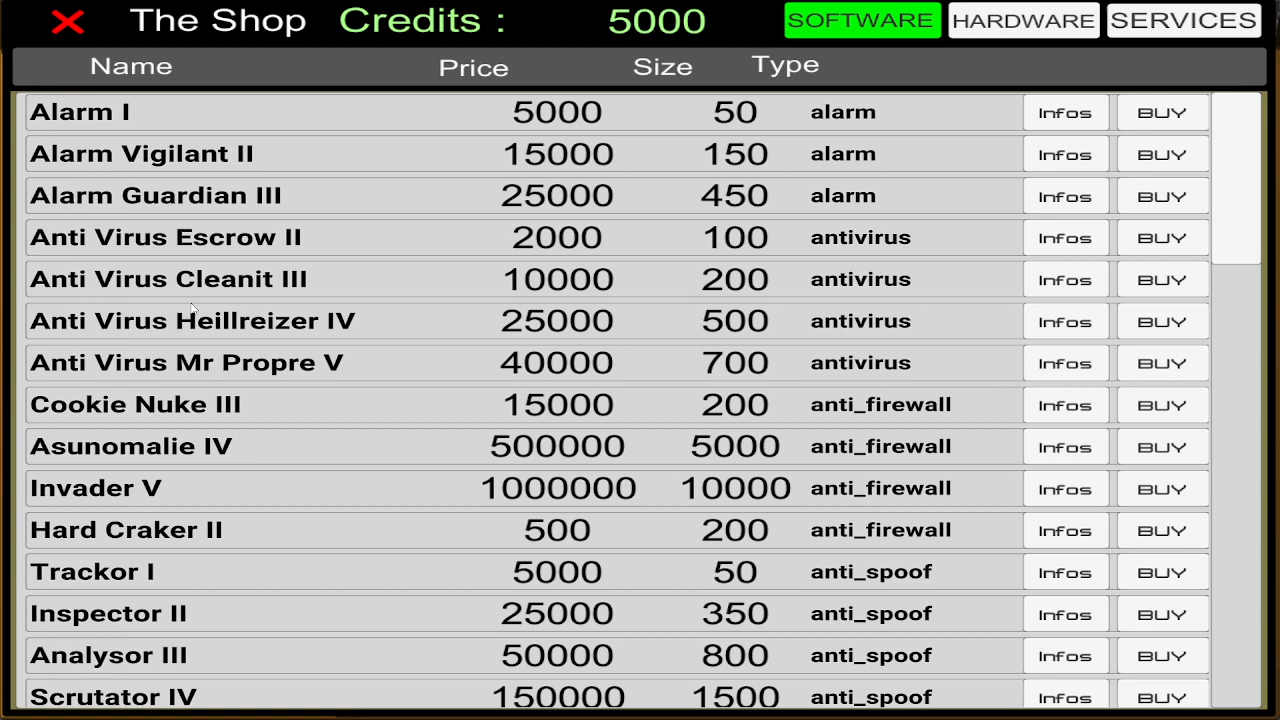 The Shop Credits : 5000 SOFTWARE HARDWARE SERVICES
Name Price Size Type
Alarm I 5000 50 alarm Infos BUY
Alarm Vigilant II 15000 150 alarm Infos BUY
Alarm Guardian III 25000 450 alarm Infos BUY
Anti Virus Escrow II 2000 100 antivirus Infos BUY
Anti Virus Cleanit III 10000 200 antivirus Infos BUY
Anti Virus Heillreizer IV 25000 500 antivirus Infos BUY
Anti Virus Mr Propre V 40000 700 antivirus Infos BUY
Cookie Nuke III 15000 200 anti_firewall Infos BUY
Asunomalie IV 500000 5000 anti_firewall Infos BUY
Invader V 1000000 10000 anti_firewall Infos BUY
Hard Craker II 500 200 anti_firewall Infos BUY
Trackor I 5000 50 anti_spoof Infos BUY
Inspector II 25000 350 anti_spoof Infos BUY
Analysor III 50000 800 anti_spoof Infos BUY
Scrutator IV 150000 1500 anti_spoof Infos BUY